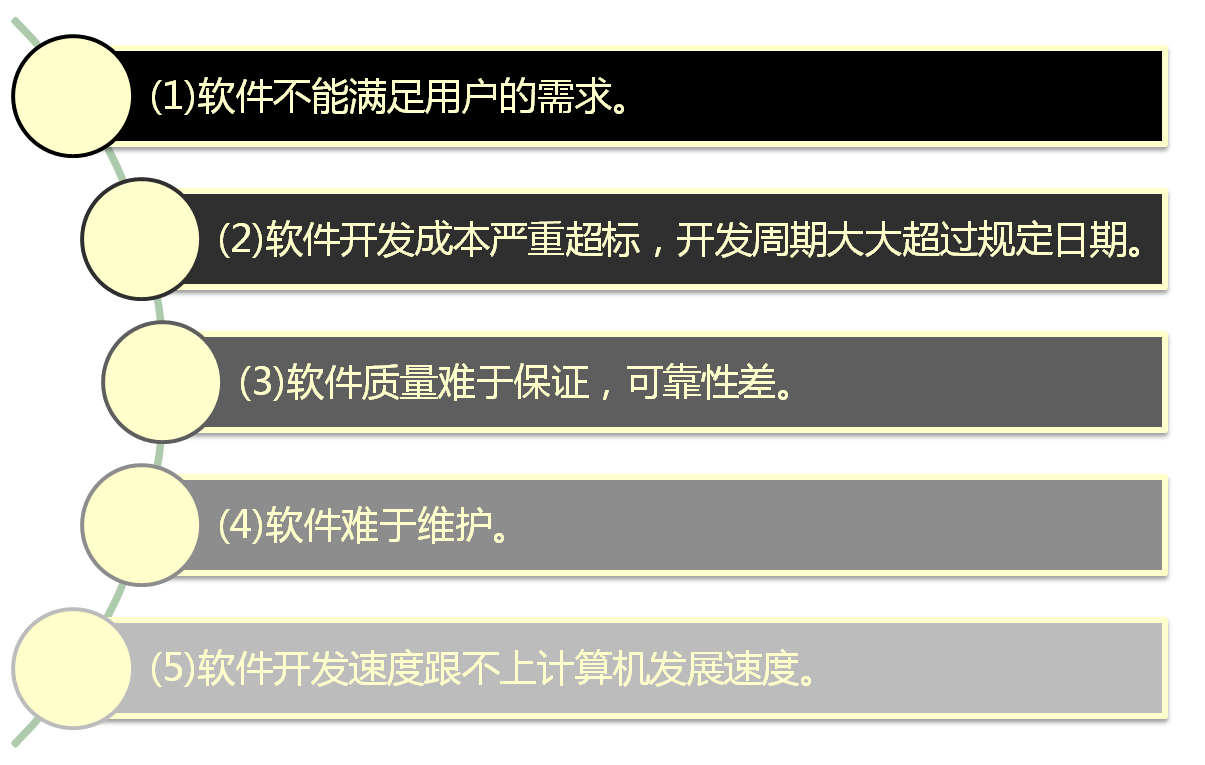 (1)软件不能满足用户的需求。
(2)软件开发成本严重超标，开发周期大大超过规定日期。
(3)软件质量难于保证，可靠性差。
(4)软件难于维护。
(5)软件开发速度跟不上计算机发展速度。